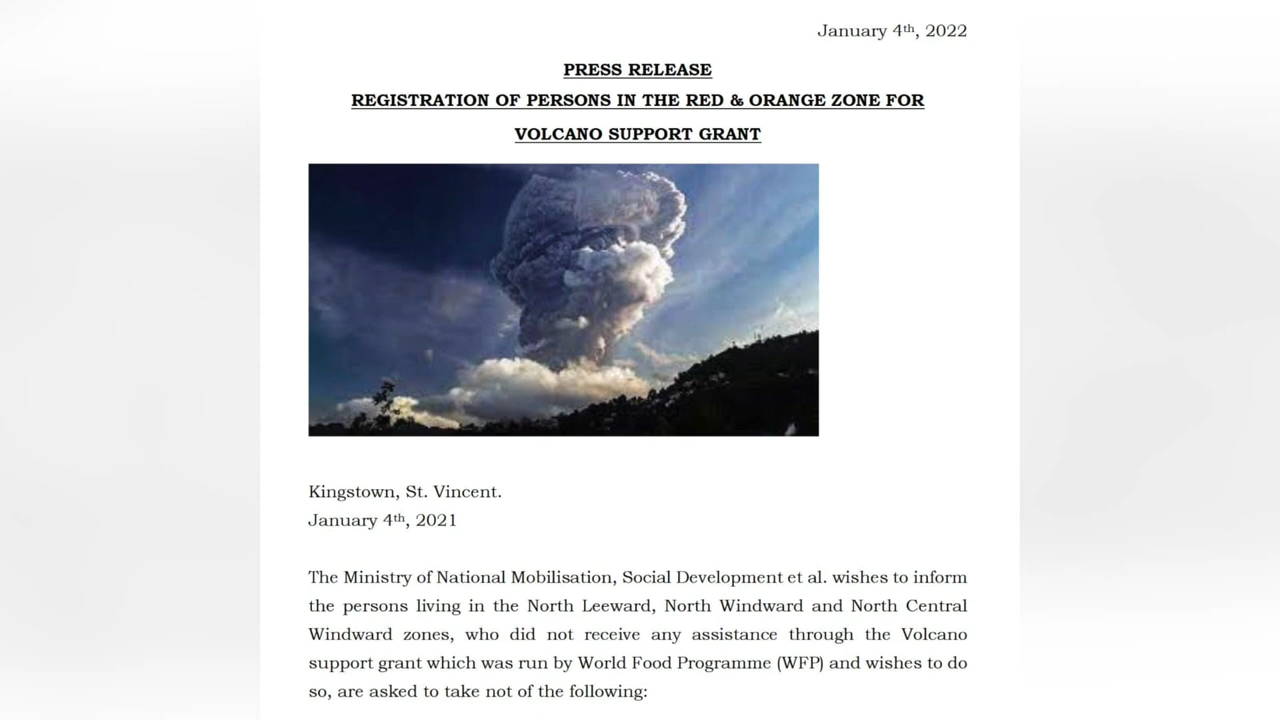 January 4th, 2022
PRESS RELEASE
REGISTRATION OF PERSONS IN THE RED & ORANGE ZONE FOR
VOLCANO SUPPORT GRANT
Kingstown, St. Vincent.
January 4th, 2021
The Ministry of National Mobilisation, Social Development et al. wishes to inform
the persons living in the North Leeward, North Windward and North Central
Windward zones, who did not receive any assistance through the Volcano
support grant which was run by World Food Programme (WFP) and wishes to do
so, are asked to take not of the following: